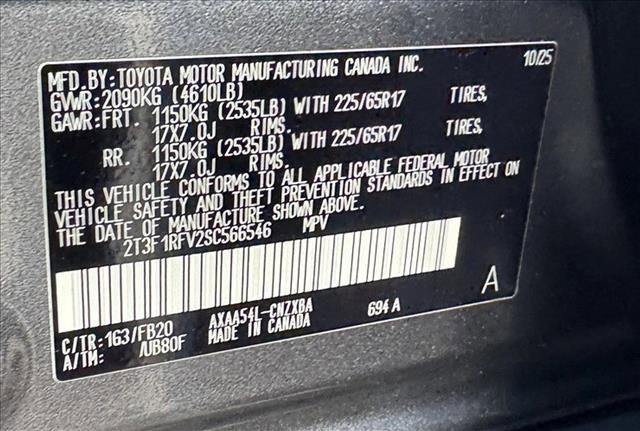 MFD. BY: TOYOTA MOTOR MANUFACTURING CANADA INC. 10/25
GVWR: 2090KG (4610LB)
GAWR: FRT. 1150KG (2535LB) WITH 225/65R17 TIRES,
17X7.0J RIMS.
RR. 1150KG (2535LB) WITH 225/65R17 TIRES,
17X7.0J RIMS.
THIS VEHICLE CONFORMS TO ALL APPLICABLE FEDERAL MOTOR
VEHICLE SAFETY AND THEFT PREVENTION STANDARDS IN EFFECT ON
THE DATE OF MANUFACTURE SHOWN ABOVE.
2T3F1RFV2SC566546 MPV
A
C/TR: 1G3/FB20 AXAA54L-CNZXBA 694 A
A/TM: /UB80F MADE IN CANADA